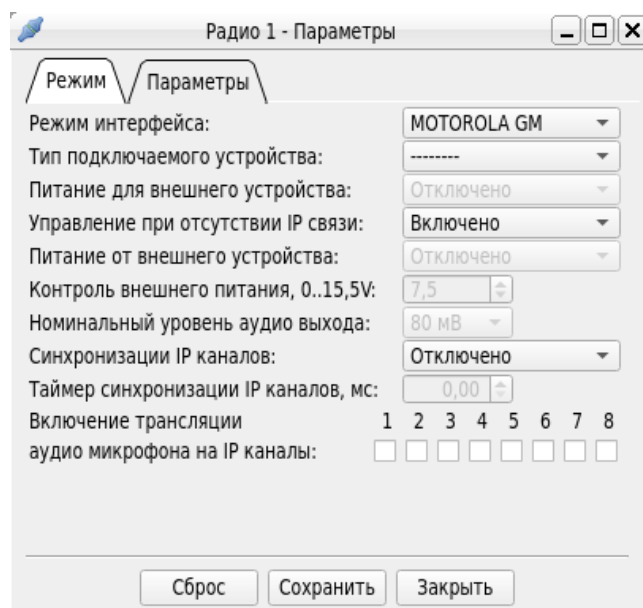 Радио 1 - Параметры
Режим Параметры
Режим интерфейса: MOTOROLA GM
Тип подключаемого устройства: --------
Питание для внешнего устройства: Отключено
Управление при отсутствии IP связи: Включено
Питание от внешнего устройства: Отключено
Контроль внешнего питания, 0..15,5V: 7,5
Номинальный уровень аудио выхода: 80 мВ
Синхронизации IP каналов: Отключено
Таймер синхронизации IP каналов, мс: 0,00
Включение трансляции 1 2 3 4 5 6 7 8
аудио микрофона на IP каналы:
Сброс Сохранить Закрыть